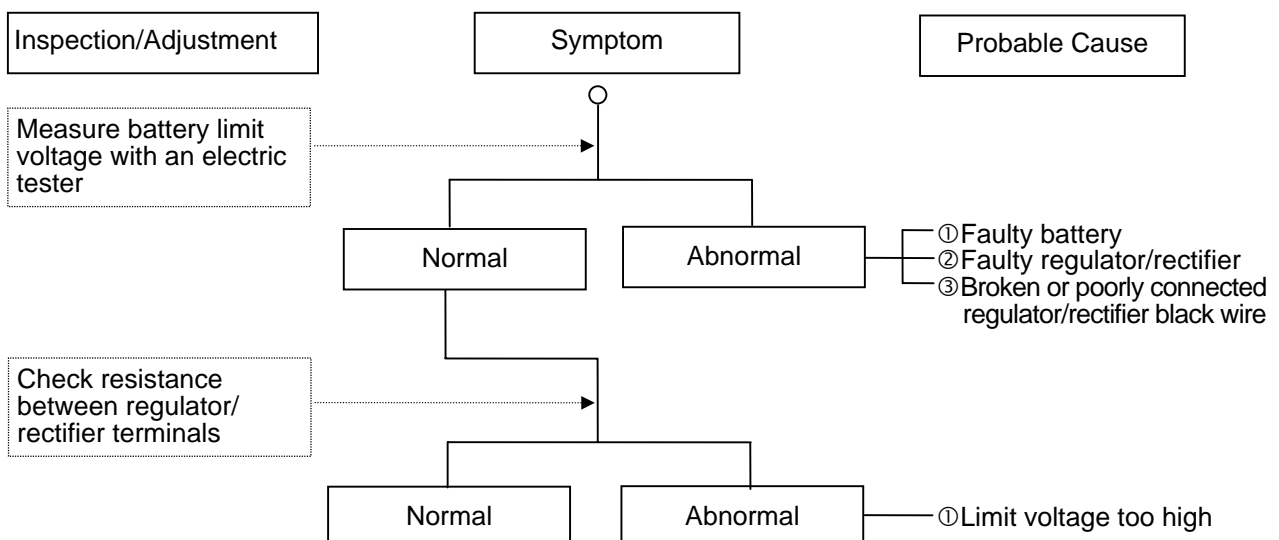 Inspection/Adjustment
Symptom
Probable Cause
Measure battery limit
voltage with an electric
tester
Normal
Abnormal
①Faulty battery
②Faulty regulator/rectifier
③Broken or poorly connected
regulator/rectifier black wire
Check resistance
between regulator/
rectifier terminals
Normal
Abnormal
①Limit voltage too high